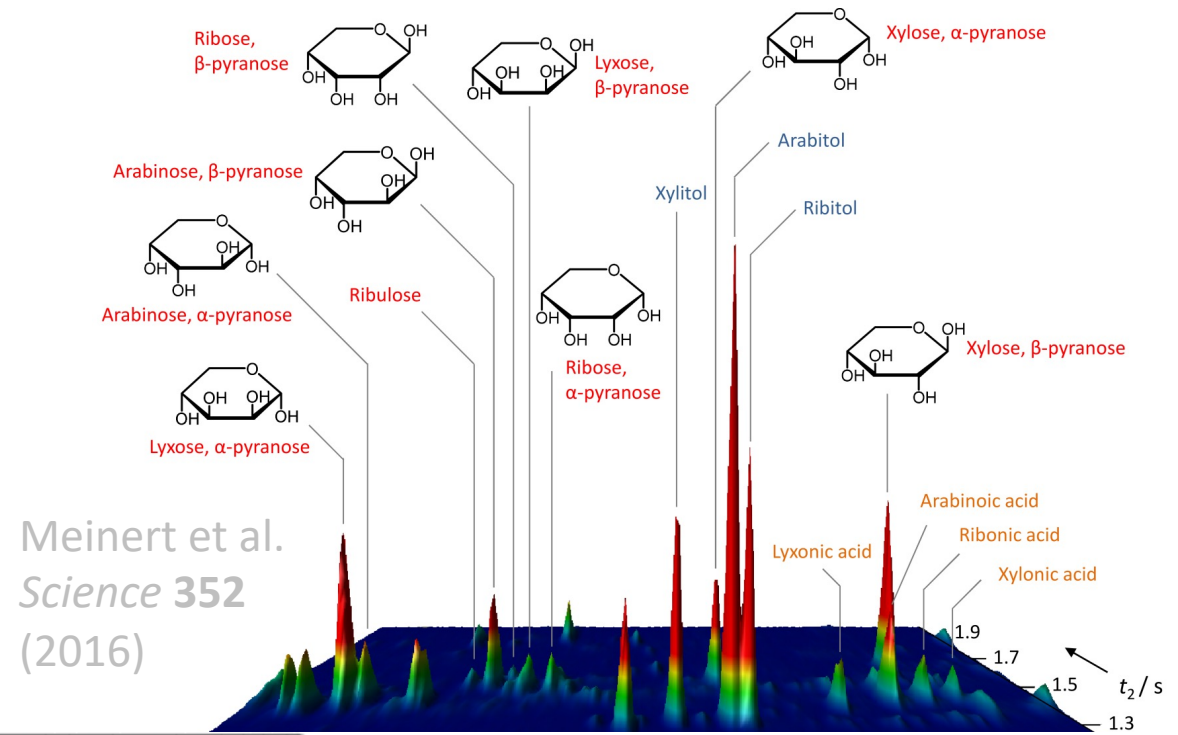 Ribose,
β-pyranose
O
OH
OH
OH
OH
O
OH
OH
OH
OH
Lyxose,
β-pyranose
O
OH
OH
OH
OH
Xylose, α-pyranose
Arabinose, β-pyranose
O
OH
OH
OH
OH
Arabitol
Xylitol
Ribitol
O
OH
OH
OH
OH
Arabinose, α-pyranose
Ribulose
O
OH
OH
OH
OH
Ribose,
α-pyranose
O
OH
OH
OH
OH
Xylose, β-pyranose
O
OH
OH
OH
OH
Lyxose, α-pyranose
Meinert et al.
Science 352
(2016)
Arabinoic acid
Lyxonic acid
Ribonic acid
Xylonic acid
1.9
1.7
1.5
1.3
t₂ / s